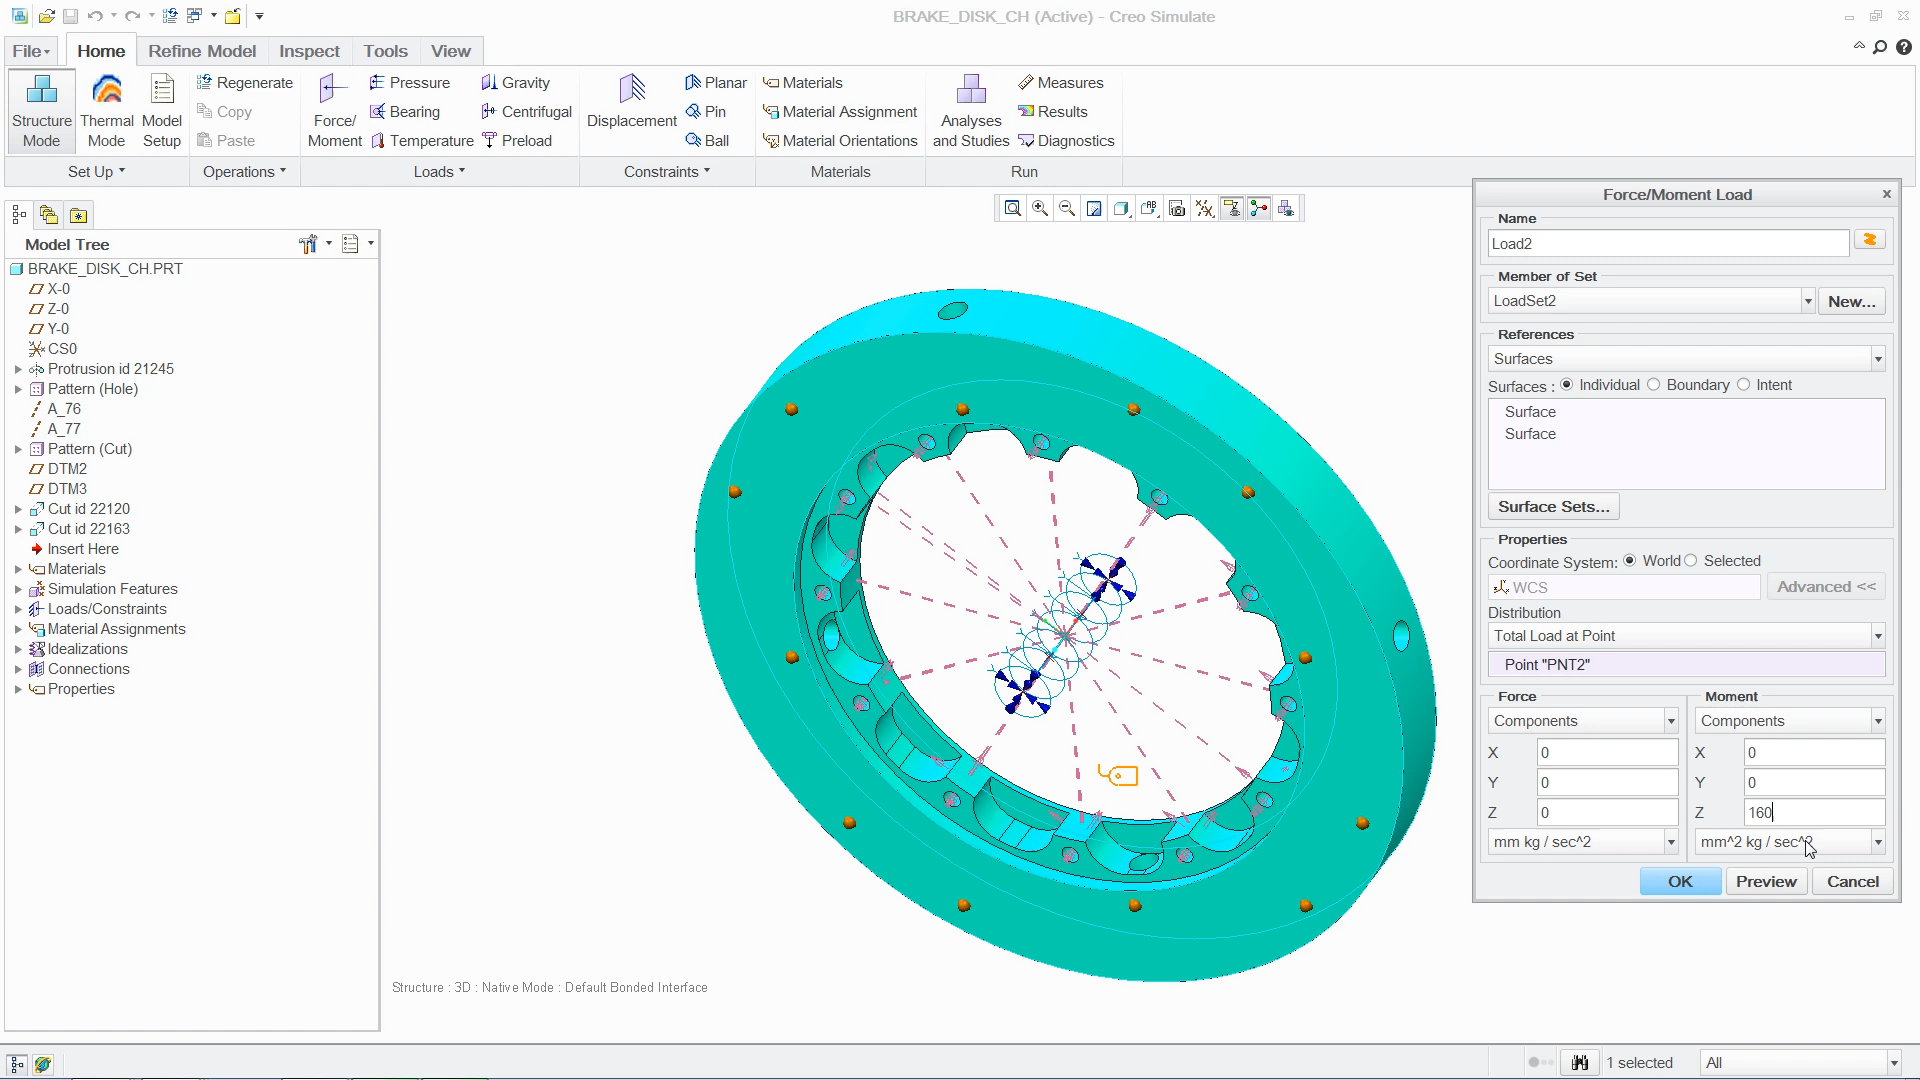 BRAKE_DISK_CH (Active) - Creo Simulate
File Home Refine Model Inspect Tools View
Structure Mode
Thermal Mode
Model Setup
Regenerate
Copy
Paste
Force/ Moment
Pressure
Bearing
Temperature
Gravity
Centrifugal
Preload
Displacement
Planar
Pin
Ball
Materials
Material Assignment
Material Orientations
Analyses and Studies
Measures
Results
Diagnostics
Set Up Operations Loads Constraints Materials Run
Model Tree
BRAKE_DISK_CH.PRT
X-0
Z-0
Y-0
CS0
Protrusion id 21245
Pattern (Hole)
A_76
A_77
Pattern (Cut)
DTM2
DTM3
Cut id 22120
Cut id 22163
Insert Here
Materials
Simulation Features
Loads/Constraints
Material Assignments
Idealizations
Connections
Properties
Structure : 3D : Native Mode : Default Bonded Interface
Force/Moment Load
Name
Load2
Member of Set
LoadSet2 New...
References
Surfaces
Surfaces : Individual Boundary Intent
Surface
Surface
Surface Sets...
Properties
Coordinate System: World Selected
WCS Advanced <<
Distribution
Total Load at Point
Point "PNT2"
Force Moment
Components Components
X 0 X 0
Y 0 Y 0
Z 0 Z 160
mm kg / sec^2 mm^2 kg / sec^2
OK Preview Cancel
1 selected All